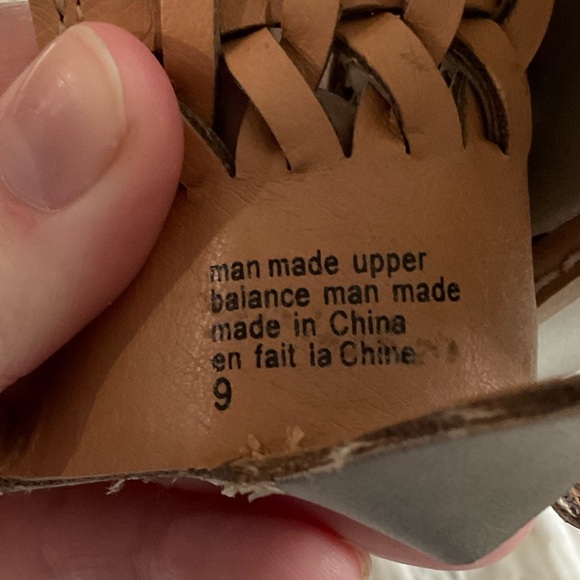 man made upper
balance man made
made in China
en fait la Chine
9